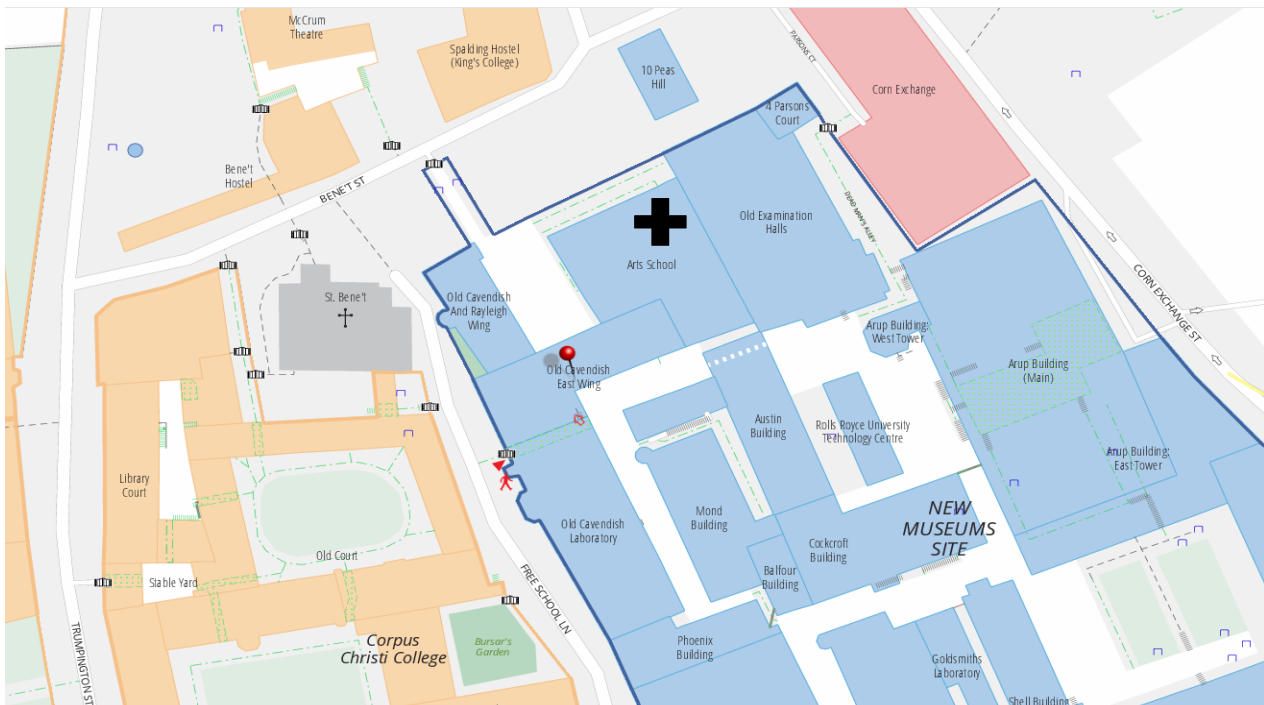 McCrum
Theatre
Spalding Hostel
(King's College)
10 Peas
Hill
PARSONS CT
Corn Exchange
4 Parsons
Court
Bene't
Hostel
BENE'T ST
DEAD MAN'S ALLEY
Old Examination
Halls
Arts School
CORN EXCHANGE ST
St. Bene't
Old Cavendish
And Rayleigh
Wing
Arup Building:
West Tower
Arup Building
(Main)
Old Cavendish
East Wing
Austin
Building
Rolls Royce University
Technology Centre
Arup Building:
East Tower
Library
Court
Old Cavendish
Laboratory
Mond
Building
NEW
MUSEUMS
SITE
Cockcroft
Building
Old Court
Stable Yard
Balfour
Building
FREE SCHOOL LN
TRUMPINGTON ST
Corpus
Christi College
Bursar's
Garden
Phoenix
Building
Goldsmiths
Laboratory
Shell Building